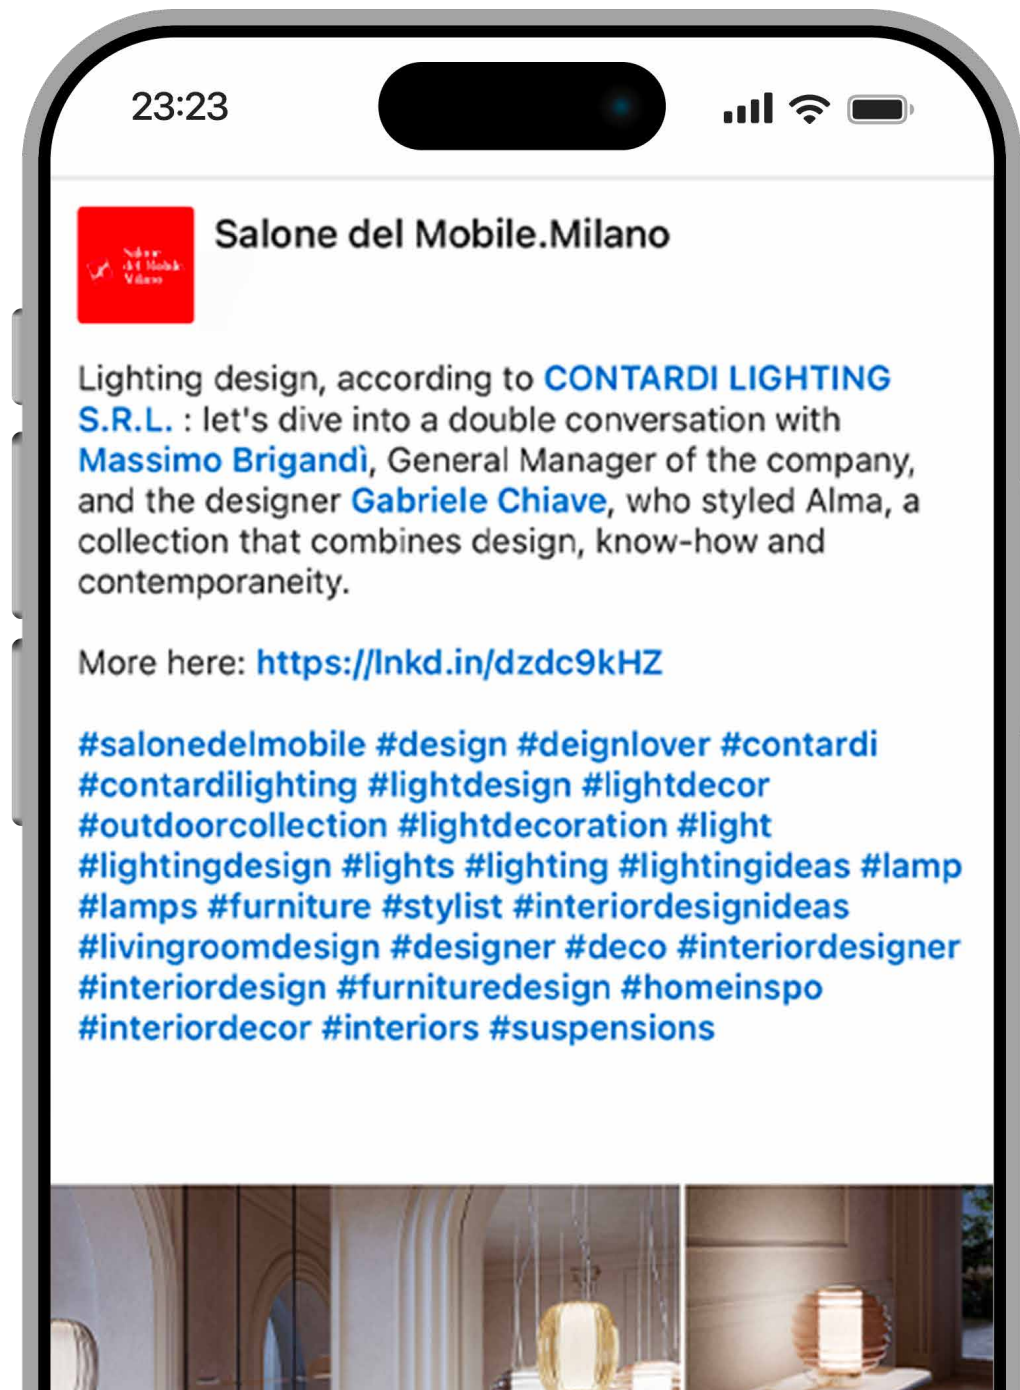 23:23
Salone
del Mobile.
Milano
Salone del Mobile.Milano
Lighting design, according to CONTARDI LIGHTING
S.R.L. : let's dive into a double conversation with
Massimo Brigandì, General Manager of the company,
and the designer Gabriele Chiave, who styled Alma, a
collection that combines design, know-how and
contemporaneity.
More here: https://lnkd.in/dzdc9kHZ
#salonedelmobile #design #deignlover #contardi
#contardilighting #lightdesign #lightdecor
#outdoorcollection #lightdecoration #light
#lightingdesign #lights #lighting #lightingideas #lamp
#lamps #furniture #stylist #interiordesignideas
#livingroomdesign #designer #deco #interiordesigner
#interiordesign #furnituredesign #homeinspo
#interiordecor #interiors #suspensions